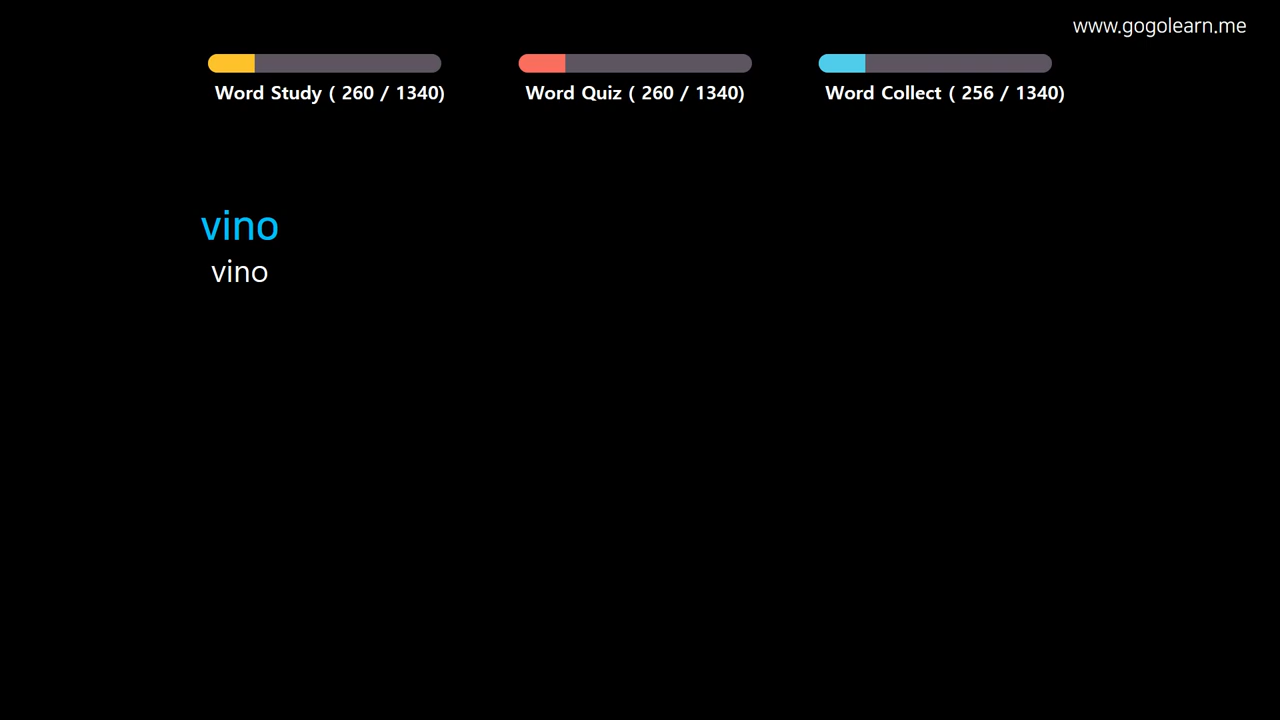 www.gogolearn.me
Word Study ( 260 / 1340)
Word Quiz ( 260 / 1340)
Word Collect ( 256 / 1340)
vino
vino